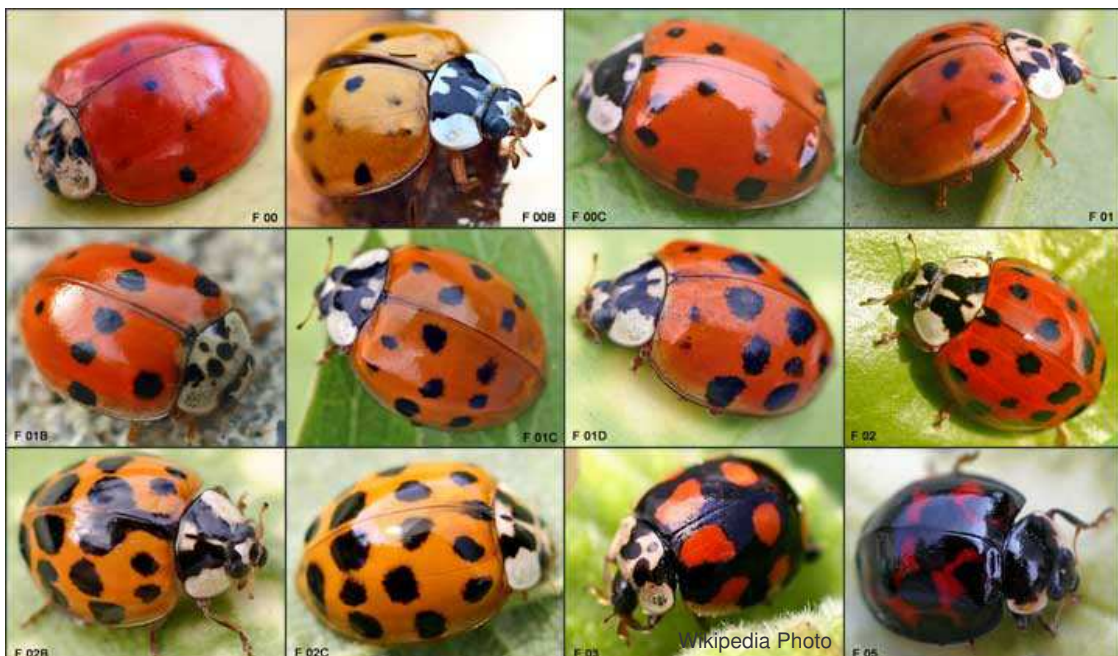 F 00
F 00B
F 00C
F 01
F 01B
F 01C
F 01D
F 02
F 02B
F 02C
F 03
Wikipedia Photo
F 05